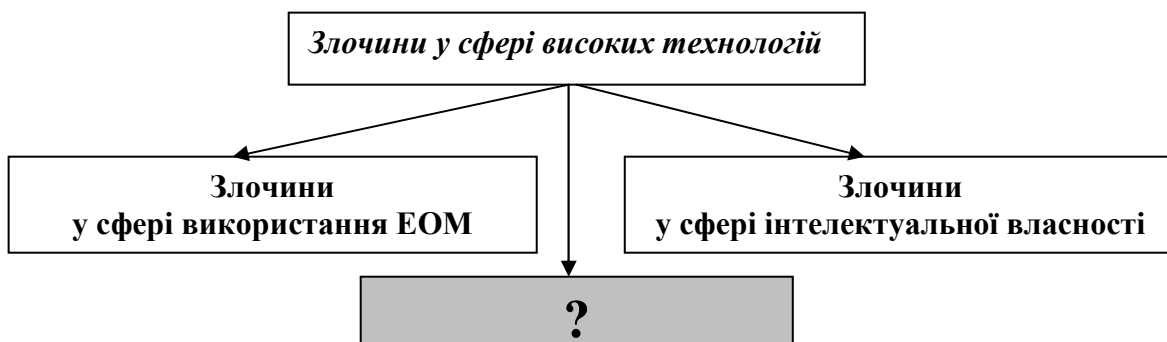 Злочини у сфері високих технологій
Злочини
у сфері використання ЕОМ
Злочини
у сфері інтелектуальної власності
?